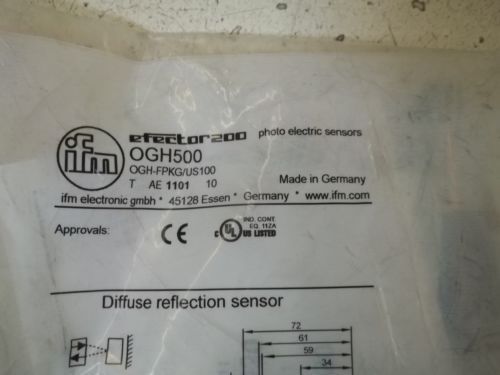 ifm
efector200 photo electric sensors
OGH500
OGH-FPKG/US100
T AE 1101 10 Made in Germany
ifm electronic gmbh * 45128 Essen * Germany * www.ifm.com
Approvals: CE c UL US LISTED
IND. CONT.
EQ. 11ZA
Diffuse reflection sensor
72
61
59
34